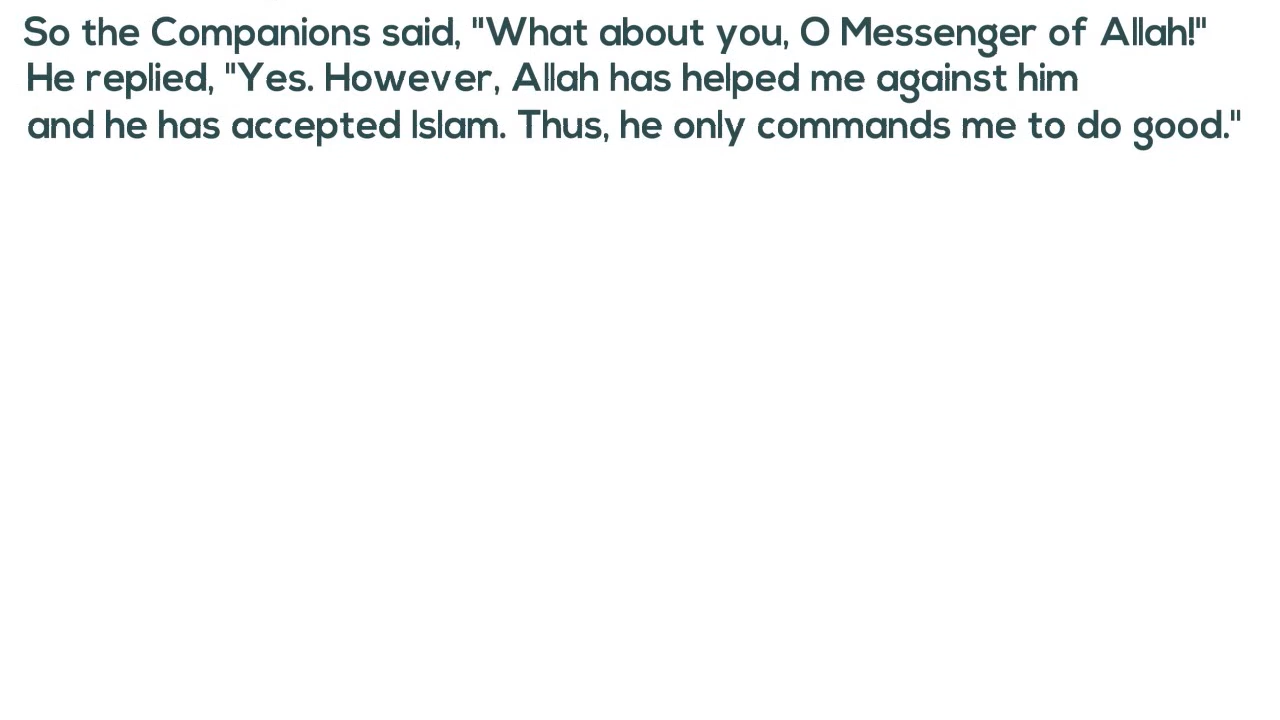 So the Companions said, "What about you, O Messenger of Allah!"
He replied, "Yes. However, Allah has helped me against him
and he has accepted Islam. Thus, he only commands me to do good."